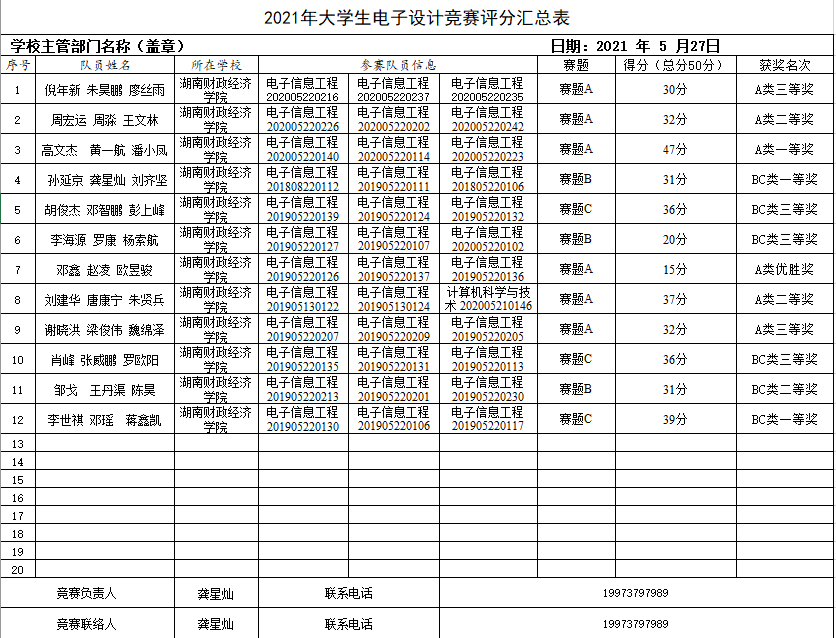 2021年大学生电子设计竞赛评分汇总表
学校主管部门名称（盖章） 日期：2021 年 5 月27日
序号 队员姓名 所在学校 参赛队员信息 赛题 得分（总分50分） 获奖名次
1 倪年新 朱昊鹏 廖丝雨 湖南财政经济学院 电子信息工程 202005220216 电子信息工程 202005220237 电子信息工程 202005220235 赛题A 30分 A类三等奖
2 周宏运 周淼 王文林 湖南财政经济学院 电子信息工程 202005220226 电子信息工程 202005220202 电子信息工程 202005220242 赛题A 32分 A类二等奖
3 高文杰 黄一航 潘小凤 湖南财政经济学院 电子信息工程 202005220140 电子信息工程 202005220114 电子信息工程 202005220223 赛题A 47分 A类一等奖
4 孙延京 龚星灿 刘齐坚 湖南财政经济学院 电子信息工程 201808220112 电子信息工程 201905220111 电子信息工程 201805220106 赛题B 31分 BC类一等奖
5 胡俊杰 邓智鹏 彭上峰 湖南财政经济学院 电子信息工程 201905220139 电子信息工程 201905220124 电子信息工程 201905220132 赛题C 36分 BC类三等奖
6 李海源 罗康 杨索航 湖南财政经济学院 电子信息工程 201905220127 电子信息工程 201905220107 电子信息工程 202005220102 赛题B 20分 BC类三等奖
7 邓鑫 赵凌 欧昱骏 湖南财政经济学院 电子信息工程 201905220126 电子信息工程 201905220137 电子信息工程 201905220136 赛题A 15分 A类优胜奖
8 刘建华 唐康宁 朱贤兵 湖南财政经济学院 电子信息工程 201905130122 电子信息工程 201905130124 计算机科学与技术 202005210146 赛题A 37分 A类二等奖
9 谢晓洪 梁俊伟 魏绵泽 湖南财政经济学院 电子信息工程 201905220207 电子信息工程 201905220209 电子信息工程 201905220205 赛题A 32分 A类三等奖
10 肖峰 张威鹏 罗欧阳 湖南财政经济学院 电子信息工程 201905220135 电子信息工程 201905220131 电子信息工程 201905220113 赛题C 36分 BC类三等奖
11 邹戈 王丹渠 陈昊 湖南财政经济学院 电子信息工程 201905220213 电子信息工程 201905220201 电子信息工程 201905220230 赛题B 31分 BC类二等奖
12 李世祺 邓瑶 蒋鑫凯 湖南财政经济学院 电子信息工程 201905220130 电子信息工程 201905220106 电子信息工程 201905220117 赛题C 39分 BC类一等奖
13
14
15
16
17
18
19
20
竞赛负责人 龚星灿 联系电话 19973797989
竞赛联络人 龚星灿 联系电话 19973797989